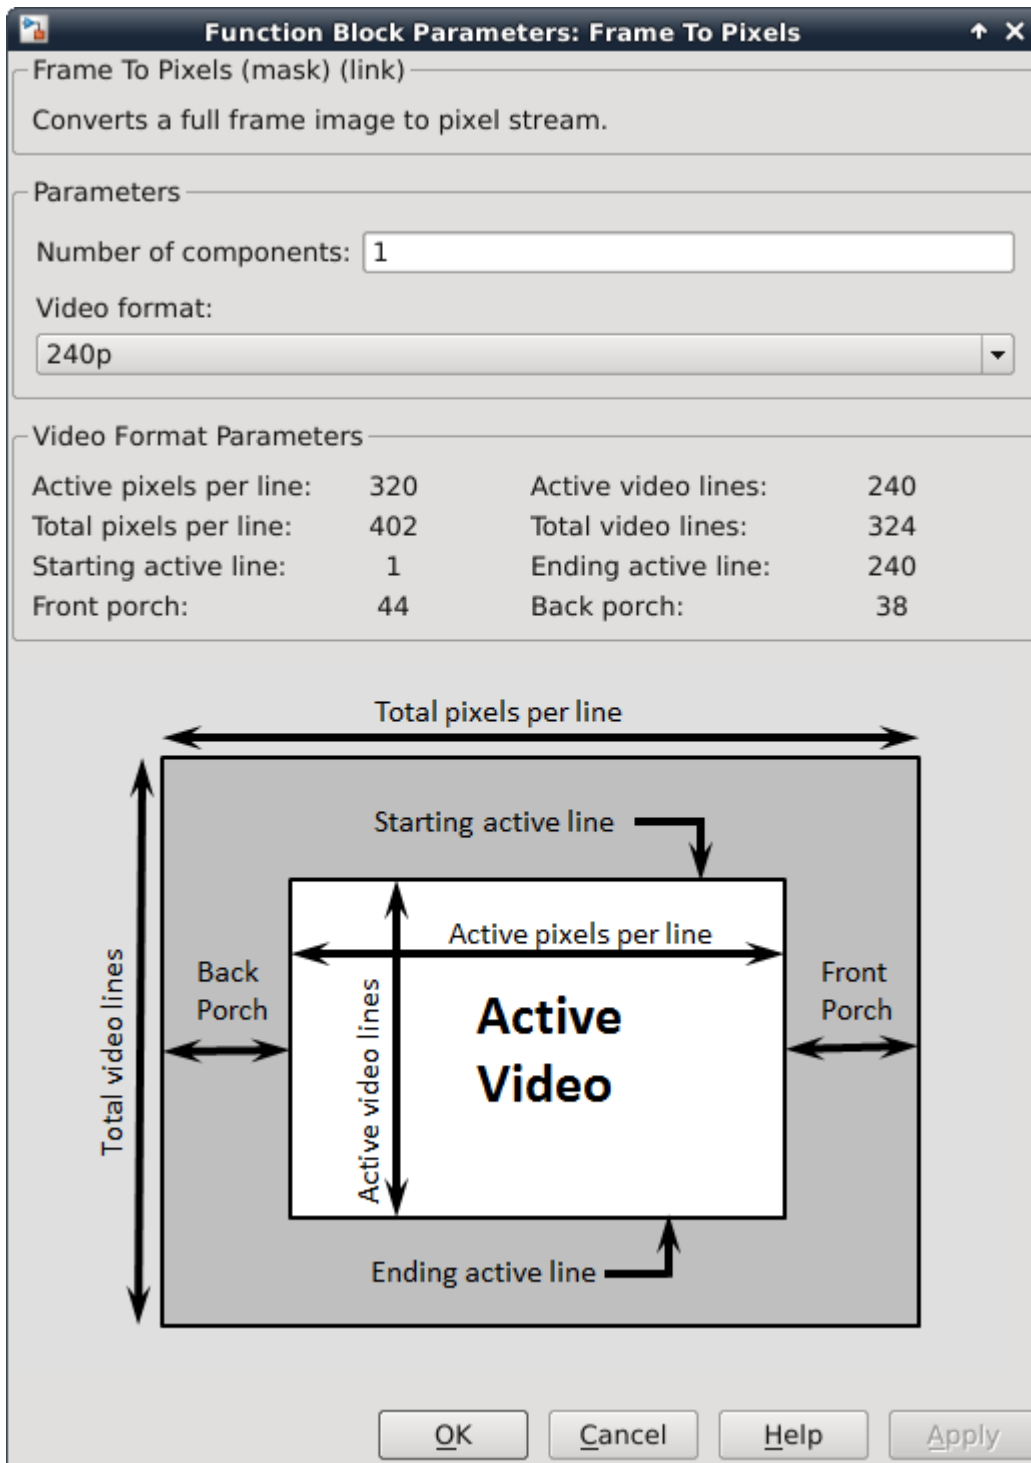 Function Block Parameters: Frame To Pixels
Frame To Pixels (mask) (link)
Converts a full frame image to pixel stream.
Parameters
Number of components: 1
Video format:
240p
Video Format Parameters
Active pixels per line: 320 Active video lines: 240
Total pixels per line: 402 Total video lines: 324
Starting active line: 1 Ending active line: 240
Front porch: 44 Back porch: 38
Total pixels per line
Starting active line
Active pixels per line
Total video lines
Back
Porch
Active video lines
Active
Video
Front
Porch
Ending active line
OK Cancel Help Apply